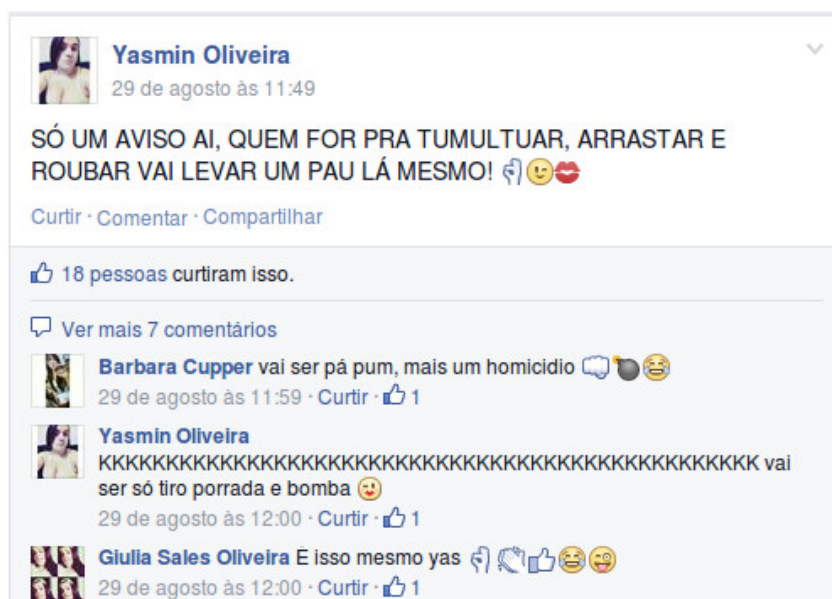 Yasmin Oliveira
29 de agosto às 11:49
SÓ UM AVISO AI, QUEM FOR PRA TUMULTUAR, ARRASTAR E
ROUBAR VAI LEVAR UM PAU LÁ MESMO!
Curtir · Comentar · Compartilhar
18 pessoas curtiram isso.
Ver mais 7 comentários
Barbara Cupper vai ser pá pum, mais um homicidio
29 de agosto às 11:59 · Curtir · 1
Yasmin Oliveira
KKKKKKKKKKKKKKKKKKKKKKKKKKKKKKKKKKKKKKKKKKKKKKKKK vai
ser só tiro porrada e bomba
29 de agosto às 12:00 · Curtir · 1
Giulia Sales Oliveira É isso mesmo yas
29 de agosto às 12:00 · Curtir · 1